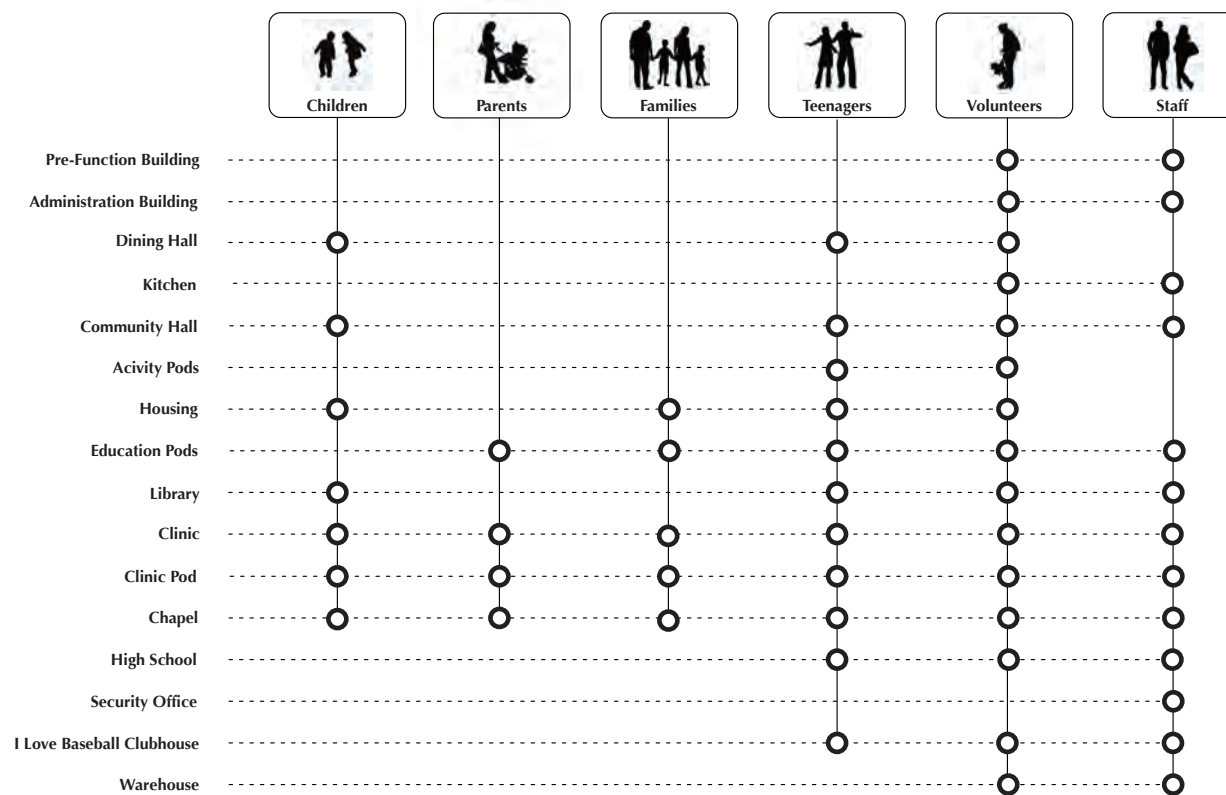 Children
Parents
Families
Teenagers
Volunteers
Staff
Pre-Function Building
Administration Building
Dining Hall
Kitchen
Community Hall
Acivity Pods
Housing
Education Pods
Library
Clinic
Clinic Pod
Chapel
High School
Security Office
I Love Baseball Clubhouse
Warehouse